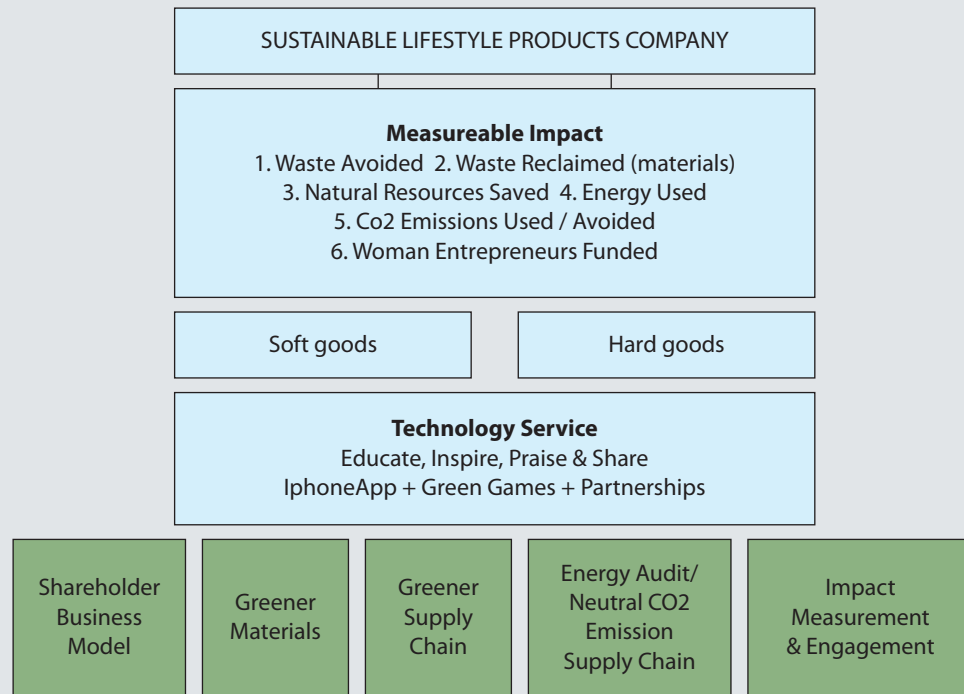 SUSTAINABLE LIFESTYLE PRODUCTS COMPANY
Measureable Impact
1. Waste Avoided 2. Waste Reclaimed (materials)
3. Natural Resources Saved 4. Energy Used
5. Co2 Emissions Used / Avoided
6. Woman Entrepreneurs Funded
Soft goods
Hard goods
Technology Service
Educate, Inspire, Praise & Share
IphoneApp + Green Games + Partnerships
Shareholder
Business
Model
Greener
Materials
Greener
Supply
Chain
Energy Audit/
Neutral CO2
Emission
Supply Chain
Impact
Measurement
& Engagement